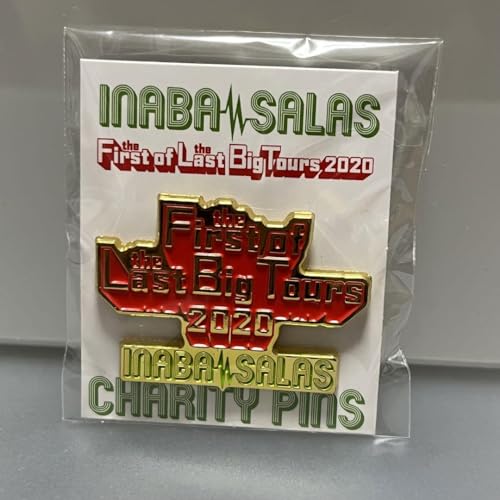 INABA SALAS
the First of the Last Big Tours 2020
the First of
the Last Big Tours
2020
INABA SALAS
CHARITY PINS